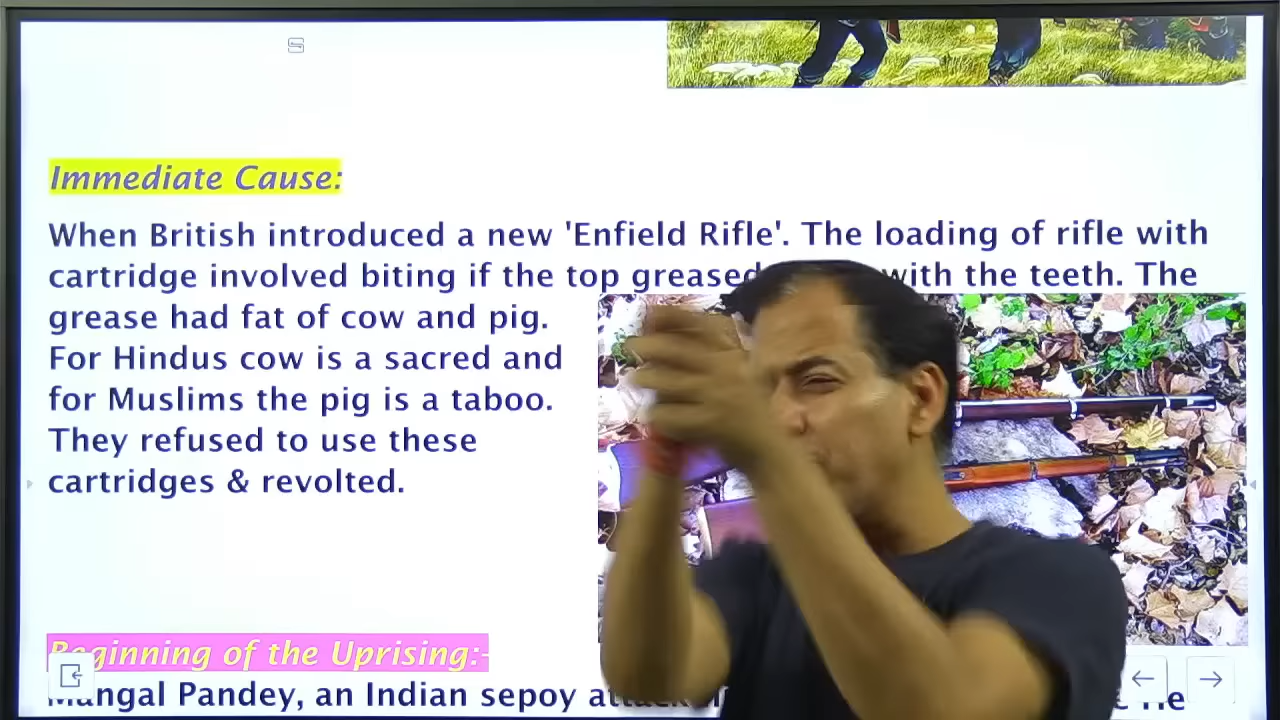 Immediate Cause:
When British introduced a new 'Enfield Rifle'. The loading of rifle with
cartridge involved biting if the top greased with the teeth. The
grease had fat of cow and pig.
For Hindus cow is a sacred and
for Muslims the pig is a taboo.
They refused to use these
cartridges & revolted.
Beginning of the Uprising:-
Mangal Pandey, an Indian sepoy He